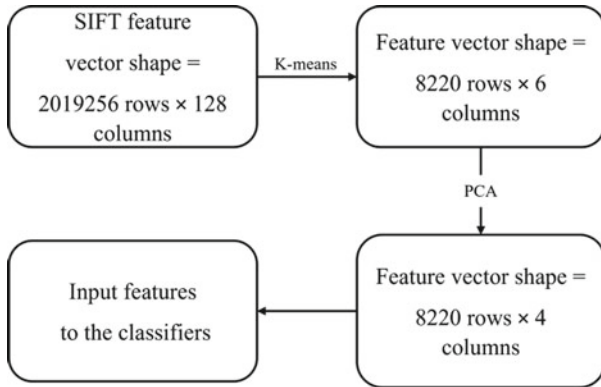 SIFT feature
vector shape =
2019256 rows × 128
columns
K-means
Feature vector shape =
8220 rows × 6
columns
PCA
Feature vector shape =
8220 rows × 4
columns
Input features
to the classifiers